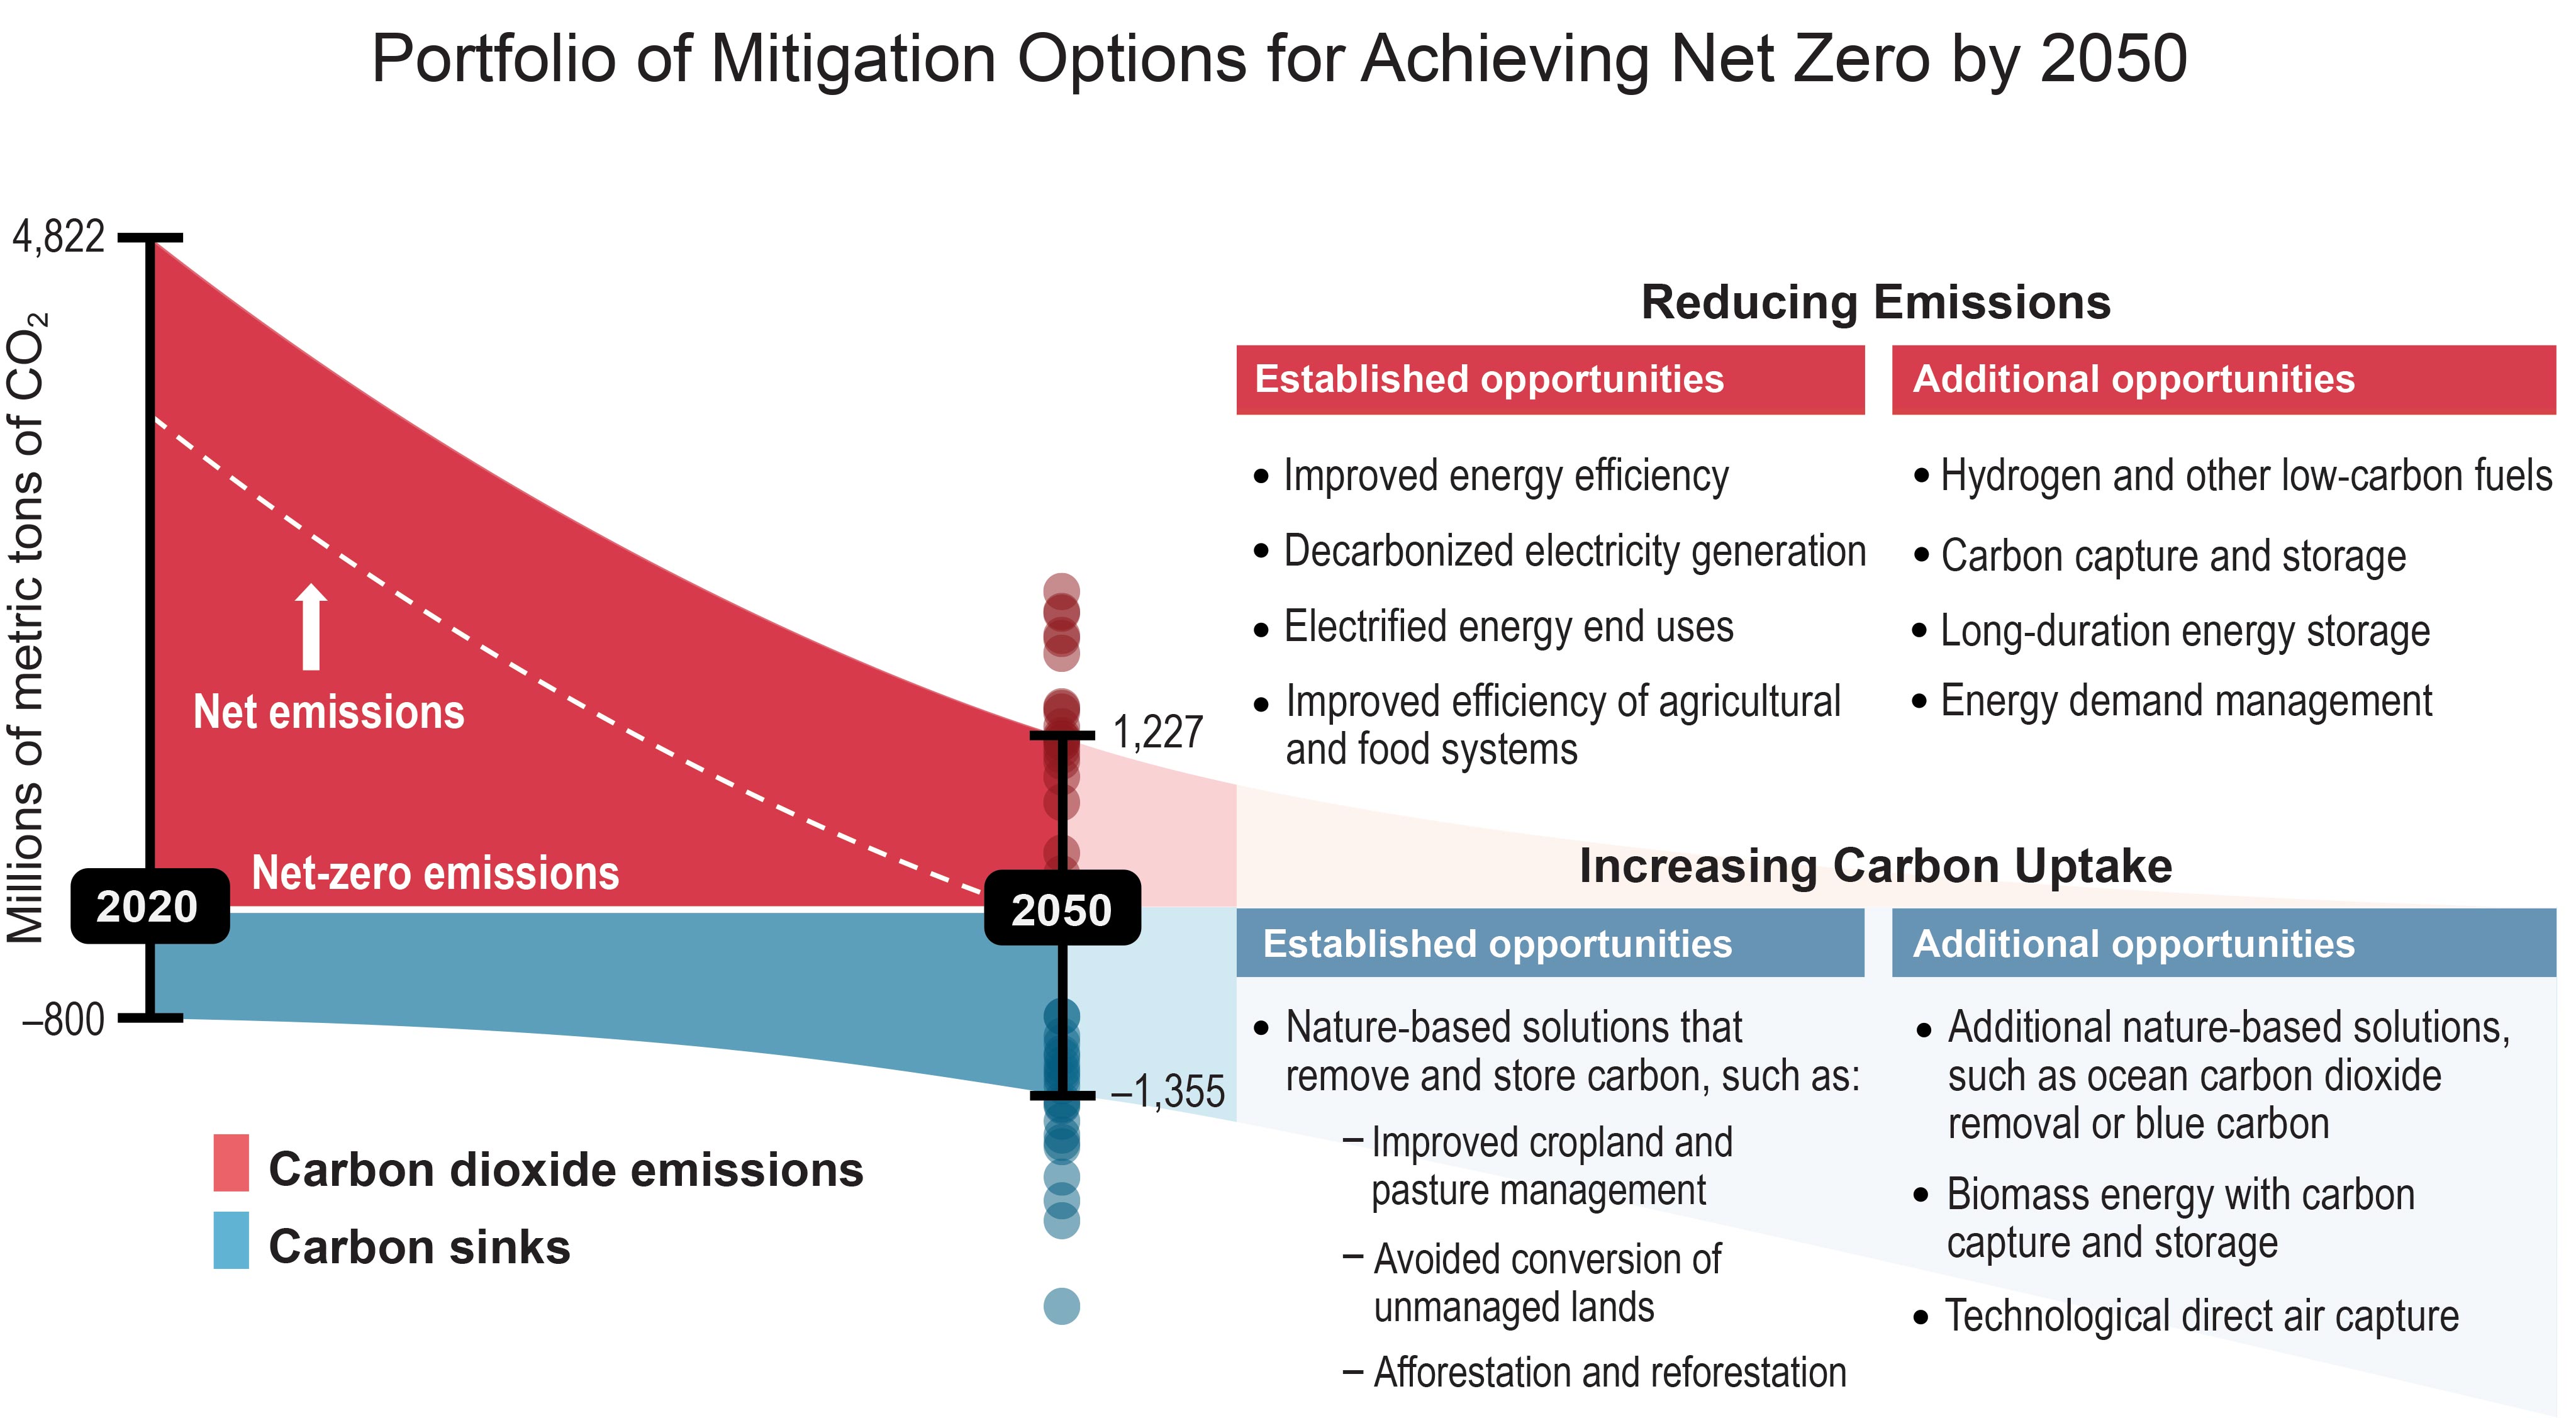 Portfolio of Mitigation Options for Achieving Net Zero by 2050
Millions of metric tons of CO₂
4,822
Net emissions
Net-zero emissions
2020
–800
2050
1,227
–1,355
Carbon dioxide emissions
Carbon sinks
Reducing Emissions
Established opportunities
• Improved energy efficiency
• Decarbonized electricity generation
• Electrified energy end uses
• Improved efficiency of agricultural
and food systems
Additional opportunities
• Hydrogen and other low-carbon fuels
• Carbon capture and storage
• Long-duration energy storage
• Energy demand management
Increasing Carbon Uptake
Established opportunities
• Nature-based solutions that
remove and store carbon, such as:
– Improved cropland and
pasture management
– Avoided conversion of
unmanaged lands
– Afforestation and reforestation
Additional opportunities
• Additional nature-based solutions,
such as ocean carbon dioxide
removal or blue carbon
• Biomass energy with carbon
capture and storage
• Technological direct air capture